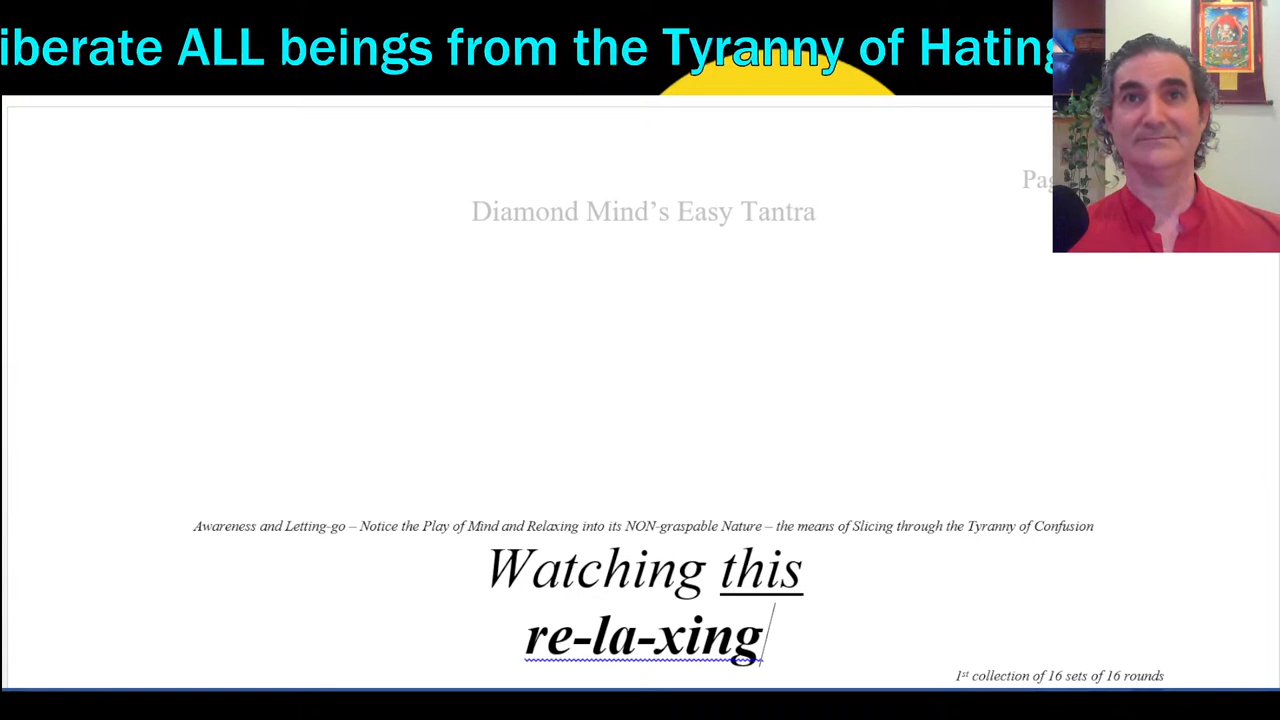 iberate ALL beings from the Tyranny of Hating
Diamond Mind’s Easy Tantra
Awareness and Letting-go – Notice the Play of Mind and Relaxing into its NON-graspable Nature – the means of Slicing through the Tyranny of Confusion
Watching this
re-la-xing
1st collection of 16 sets of 16 rounds